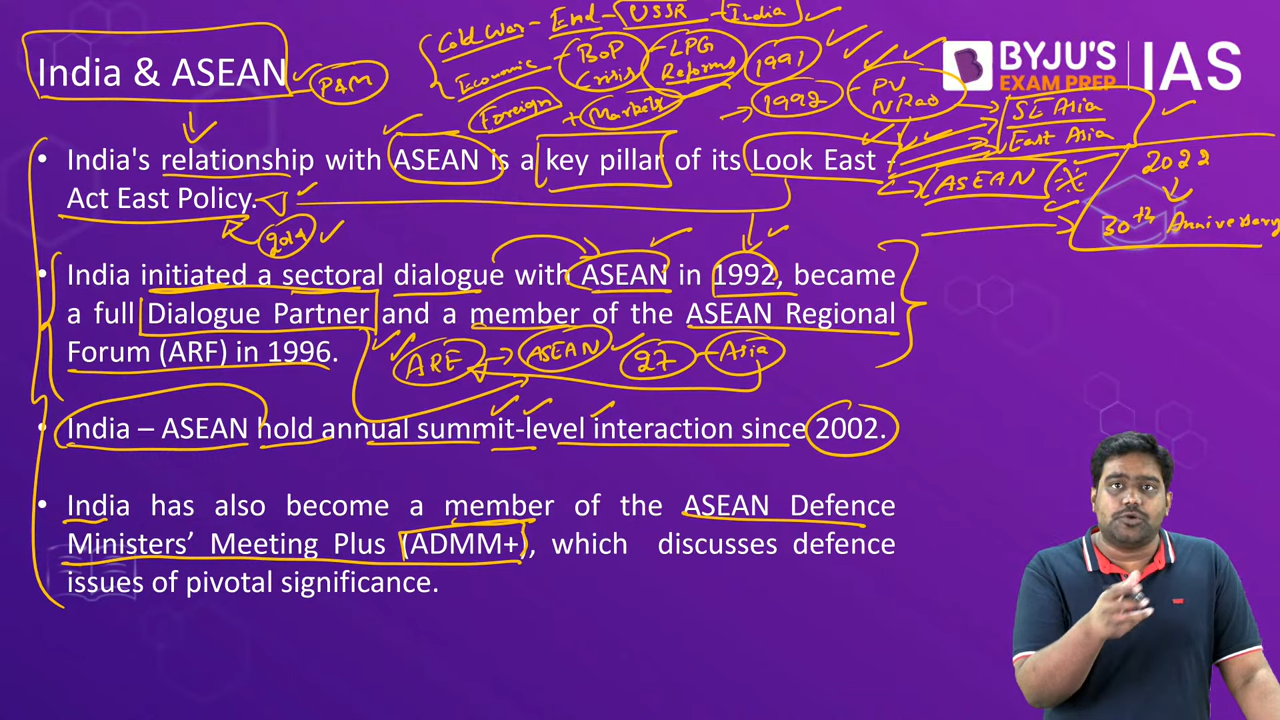 Cold War - End - USSR - India
India & ASEAN
P&M
Economic - BoP Crisis - LPG Reforms 1991
Foreign + Markets → 1992 - PV NRao
SE Asia
East Asia
BYJU'S
EXAM PREP
IAS
• India's relationship with ASEAN is a key pillar of its Look East -
Act East Policy.
ASEAN
2022
30th Anniversary
2014
• India initiated a sectoral dialogue with ASEAN in 1992, became
a full Dialogue Partner and a member of the ASEAN Regional
Forum (ARF) in 1996.
ARF → ASEAN 27 - Asia
• India – ASEAN hold annual summit-level interaction since 2002.
• India has also become a member of the ASEAN Defence
Ministers’ Meeting Plus (ADMM+), which discusses defence
issues of pivotal significance.